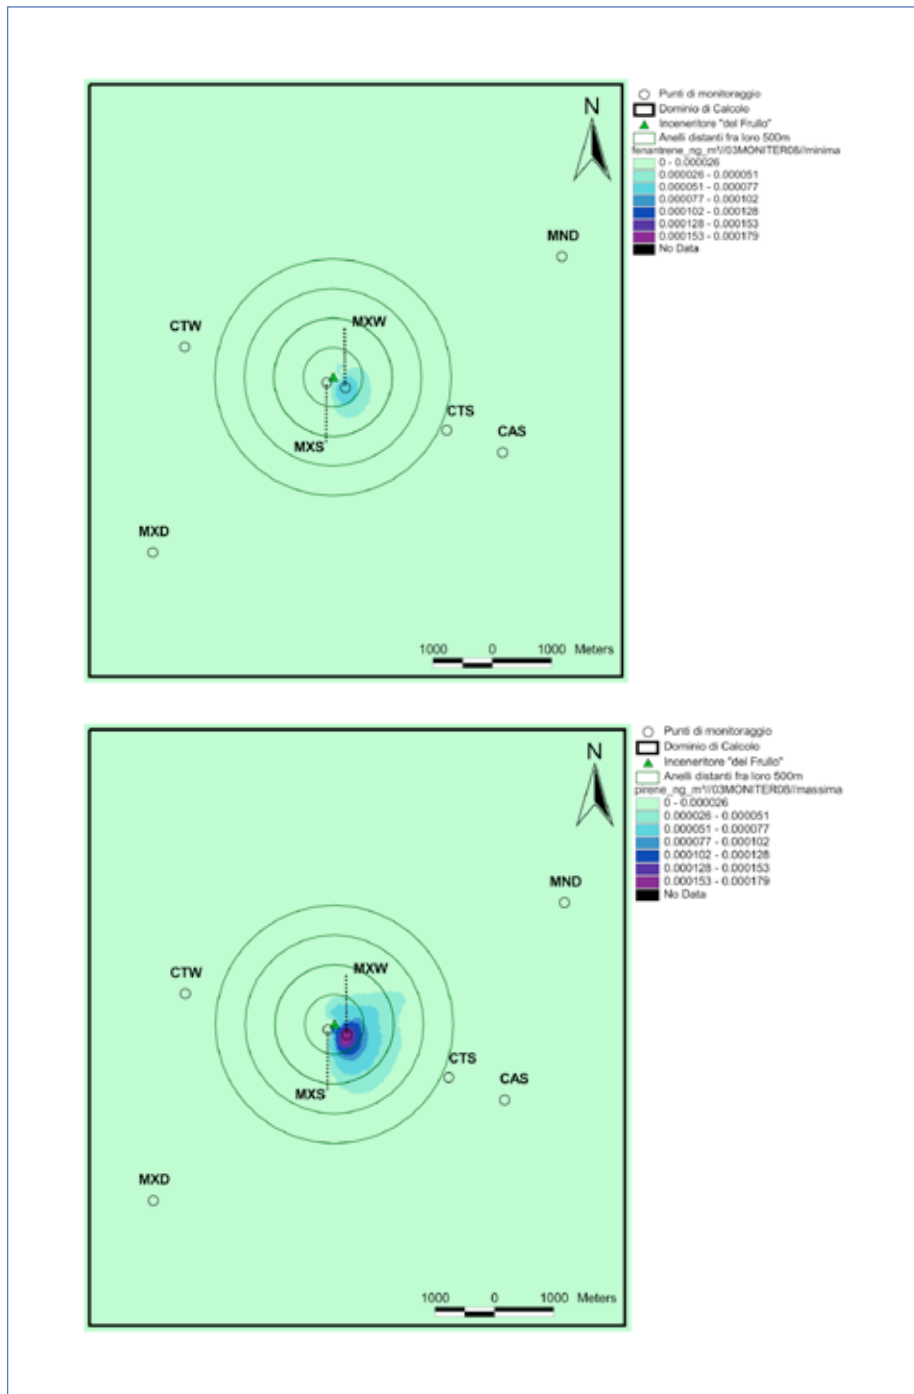 N
Punti di monitoraggio
Dominio di Calcolo
Inceneritore "del Frullo"
Anelli distanti fra loro 500m
fenantrene_ng_m³//03MONITER08//minima
0 - 0.000026
0.000026 - 0.000051
0.000051 - 0.000077
0.000077 - 0.000102
0.000102 - 0.000128
0.000128 - 0.000153
0.000153 - 0.000179
No Data
MND
CTW
MXW
CTS
CAS
MXS
MXD
1000 0 1000 Meters
N
Punti di monitoraggio
Dominio di Calcolo
Inceneritore "del Frullo"
Anelli distanti fra loro 500m
pirene_ng_m³//03MONITER08//massima
0 - 0.000026
0.000026 - 0.000051
0.000051 - 0.000077
0.000077 - 0.000102
0.000102 - 0.000128
0.000128 - 0.000153
0.000153 - 0.000179
No Data
MND
CTW
MXW
CTS
CAS
MXS
MXD
1000 0 1000 Meters